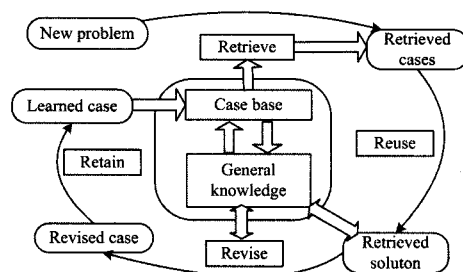 New problem
Retrieve
Retrieved
cases
Learned case
Case base
Retain
Reuse
General
knowledge
Revised case
Revise
Retrieved
soluton